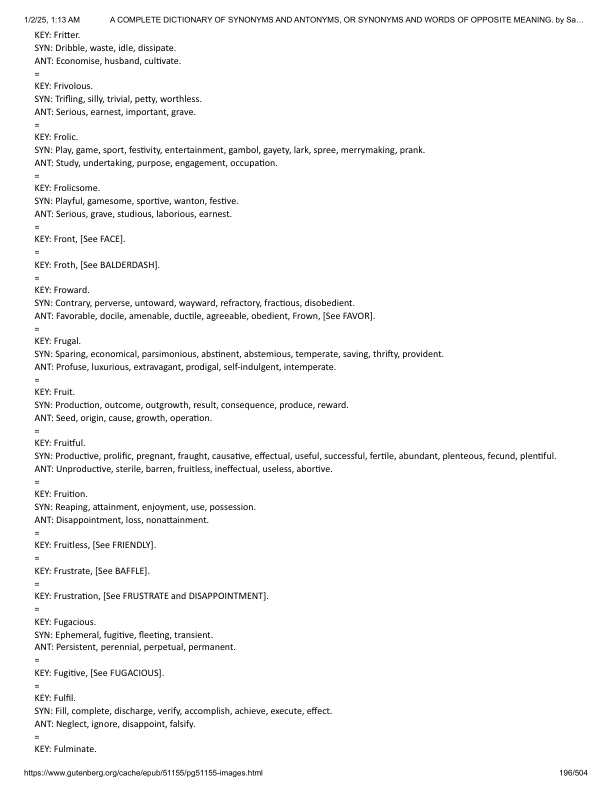 1/2/25, 1:13 AM A COMPLETE DICTIONARY OF SYNONYMS AND ANTONYMS, OR SYNONYMS AND WORDS OF OPPOSITE MEANING. by Sa…
KEY: Fritter.
SYN: Dribble, waste, idle, dissipate.
ANT: Economise, husband, cultivate.
=
KEY: Frivolous.
SYN: Trifling, silly, trivial, petty, worthless.
ANT: Serious, earnest, important, grave.
=
KEY: Frolic.
SYN: Play, game, sport, festivity, entertainment, gambol, gayety, lark, spree, merrymaking, prank.
ANT: Study, undertaking, purpose, engagement, occupation.
=
KEY: Frolicsome.
SYN: Playful, gamesome, sportive, wanton, festive.
ANT: Serious, grave, studious, laborious, earnest.
=
KEY: Front, [See FACE].
=
KEY: Froth, [See BALDERDASH].
=
KEY: Froward.
SYN: Contrary, perverse, untoward, wayward, refractory, fractious, disobedient.
ANT: Favorable, docile, amenable, ductile, agreeable, obedient, Frown, [See FAVOR].
=
KEY: Frugal.
SYN: Sparing, economical, parsimonious, abstinent, abstemious, temperate, saving, thrifty, provident.
ANT: Profuse, luxurious, extravagant, prodigal, self-indulgent, intemperate.
=
KEY: Fruit.
SYN: Production, outcome, outgrowth, result, consequence, produce, reward.
ANT: Seed, origin, cause, growth, operation.
=
KEY: Fruitful.
SYN: Productive, prolific, pregnant, fraught, causative, effectual, useful, successful, fertile, abundant, plenteous, fecund, plentiful.
ANT: Unproductive, sterile, barren, fruitless, ineffectual, useless, abortive.
=
KEY: Fruition.
SYN: Reaping, attainment, enjoyment, use, possession.
ANT: Disappointment, loss, nonattainment.
=
KEY: Fruitless, [See FRIENDLY].
=
KEY: Frustrate, [See BAFFLE].
=
KEY: Frustration, [See FRUSTRATE and DISAPPOINTMENT].
=
KEY: Fugacious.
SYN: Ephemeral, fugitive, fleeting, transient.
ANT: Persistent, perennial, perpetual, permanent.
=
KEY: Fugitive, [See FUGACIOUS].
=
KEY: Fulfil.
SYN: Fill, complete, discharge, verify, accomplish, achieve, execute, effect.
ANT: Neglect, ignore, disappoint, falsify.
=
KEY: Fulminate.
https://www.gutenberg.org/cache/epub/51155/pg51155-images.html 196/504